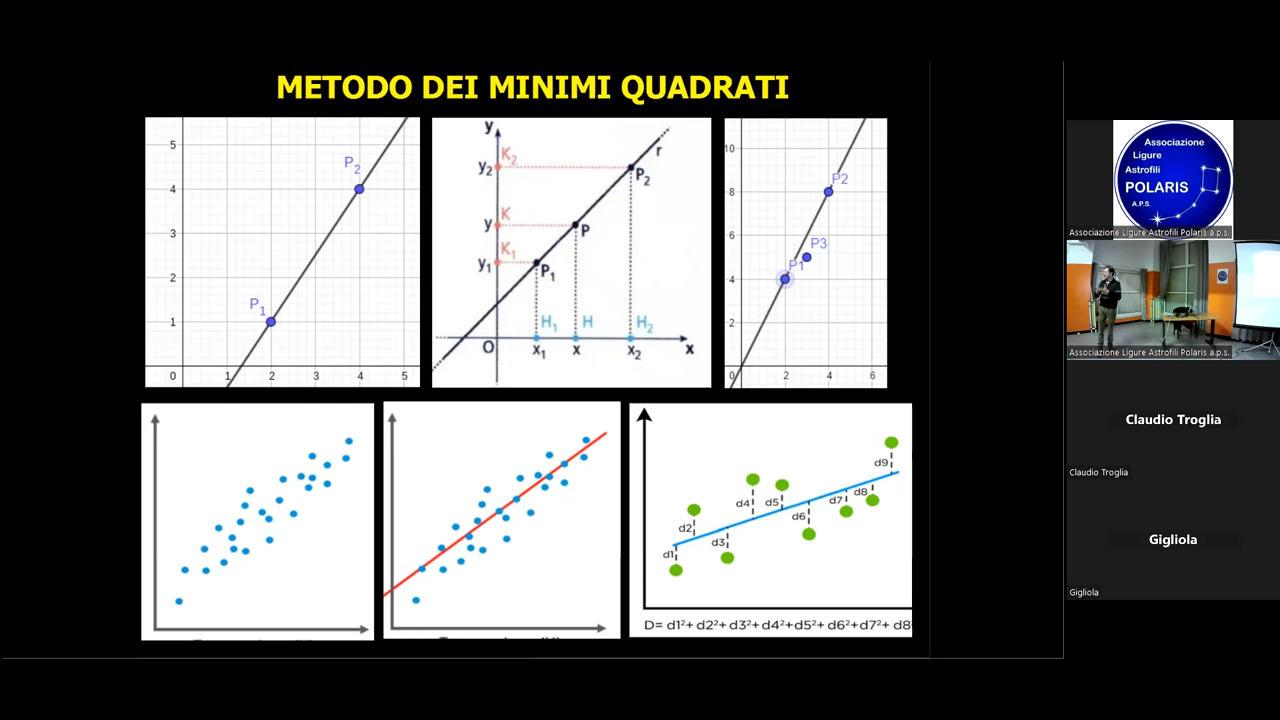 METODO DEI MINIMI QUADRATI
5
4
3
2
1
0
1
2
3
4
5
P1
P2
y
K2
y2
K
y
K1
y1
r
P2
P
P1
H1
H
H2
O
x1
x
x2
x
10
8
6
4
2
0
2
4
6
P2
P3
P1
d1
d2
d3
d4
d5
d6
d7
d8
d9
D= d1²+ d2²+ d3²+ d4²+d5²+ d6²+d7²+ d8
Associazione
Ligure
Astrofili
POLARIS
A.P.S.
Associazione Ligure Astrofili Polaris a.p.s.
Associazione Ligure Astrofili Polaris a.p.s.
Claudio Troglia
Claudio Troglia
Gigliola
Gigliola